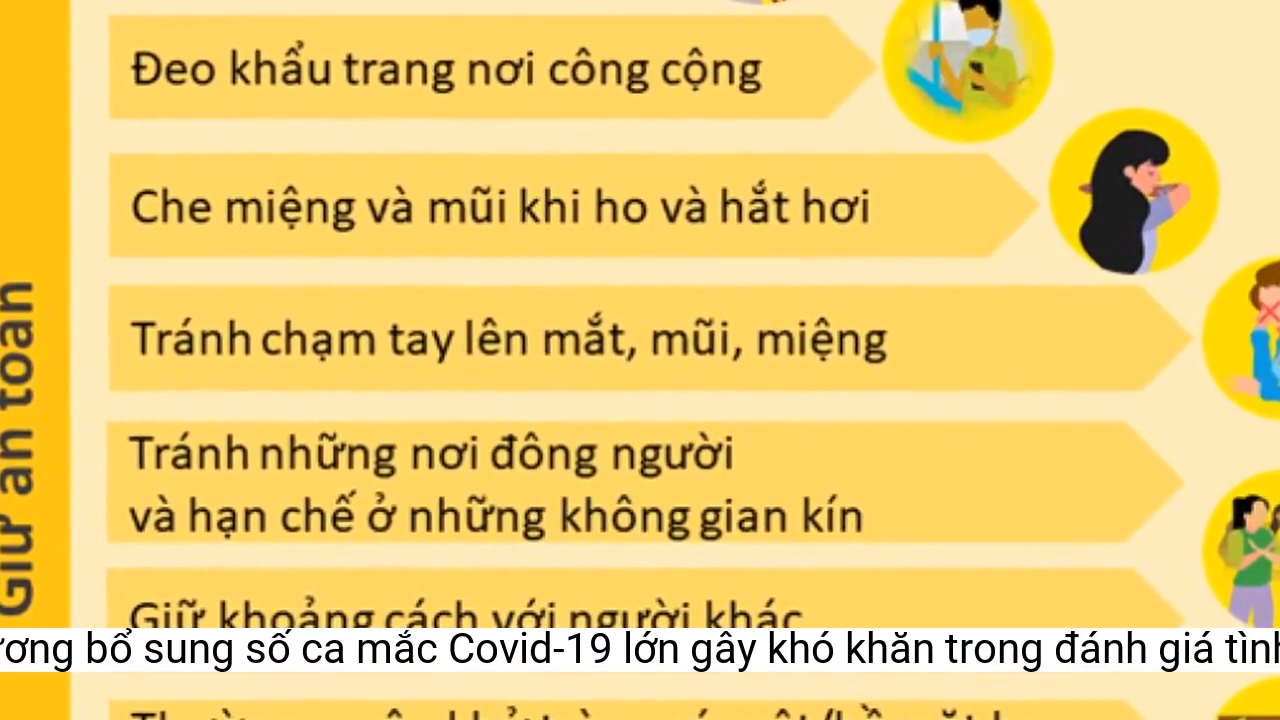 Giữ an toàn
Đeo khẩu trang nơi công cộng
Che miệng và mũi khi ho và hắt hơi
Tránh chạm tay lên mắt, mũi, miệng
Tránh những nơi đông người
và hạn chế ở những không gian kín
Giữ khoảng cách với người khác
bổ sung số ca mắc Covid-19 lớn gây khó khăn trong đánh giá